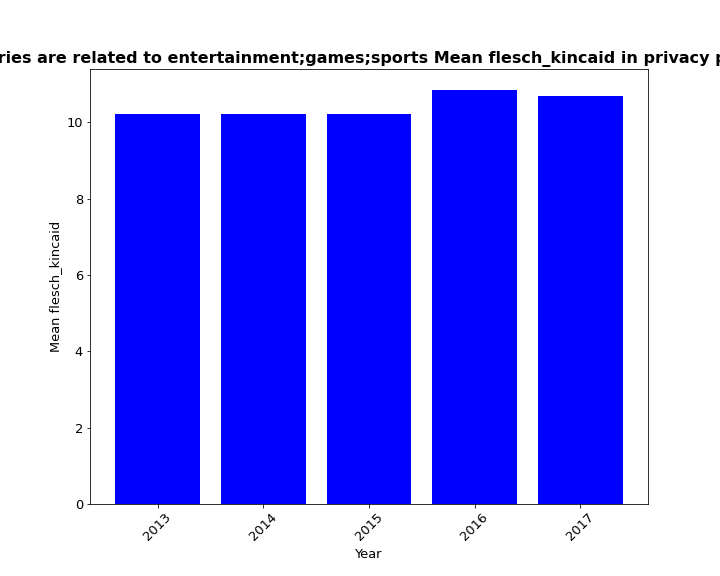 ries are related to entertainment;games;sports Mean flesch_kincaid in privacy p
10
8
6
4
2
0
Mean flesch_kincaid
2013 2014 2015 2016 2017
Year